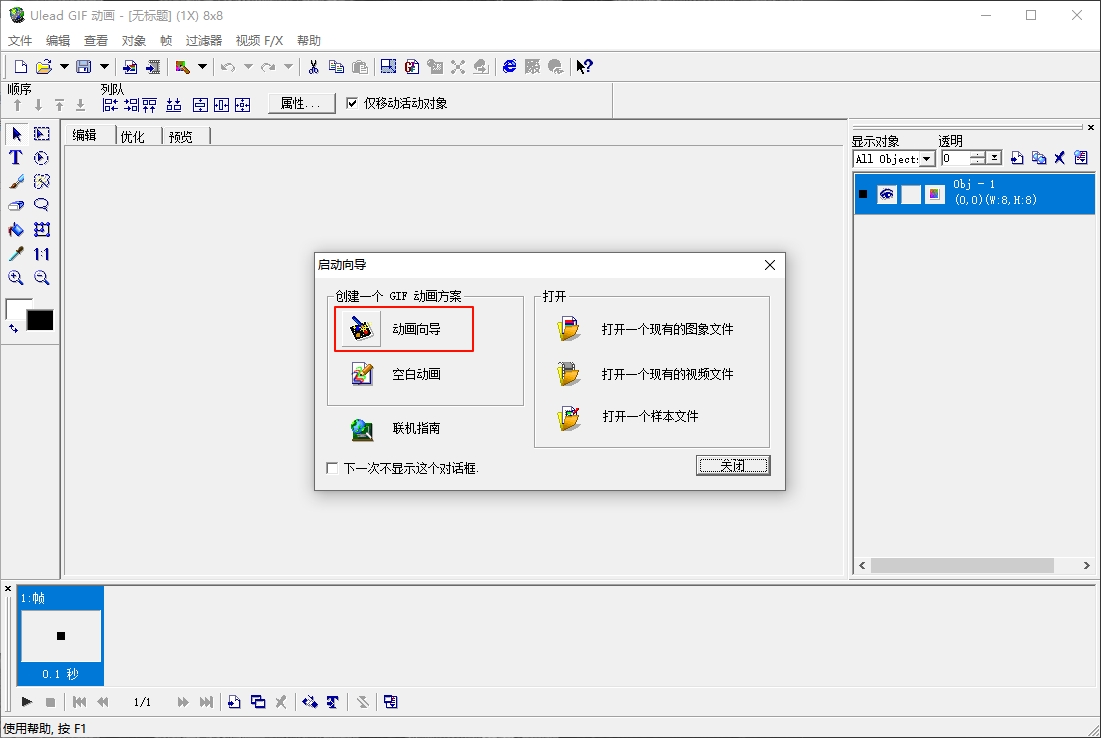 Ulead GIF 动画 - [无标题] (1X) 8x8
文件 编辑 查看 对象 帧 过滤器 视频 F/X 帮助
顺序 列队
属性... 仅移动活动对象
编辑 优化 预览
显示对象 透明
All Object: 0
Obj - 1
(0,0)(W:8,H:8)
T
1:1
启动向导
创建一个 GIF 动画方案
动画向导
空白动画
联机指南
下一次不显示这个对话框.
打开
打开一个现有的图象文件
打开一个现有的视频文件
打开一个样本文件
关闭
1:帧
0.1 秒
1/1
使用帮助, 按 F1